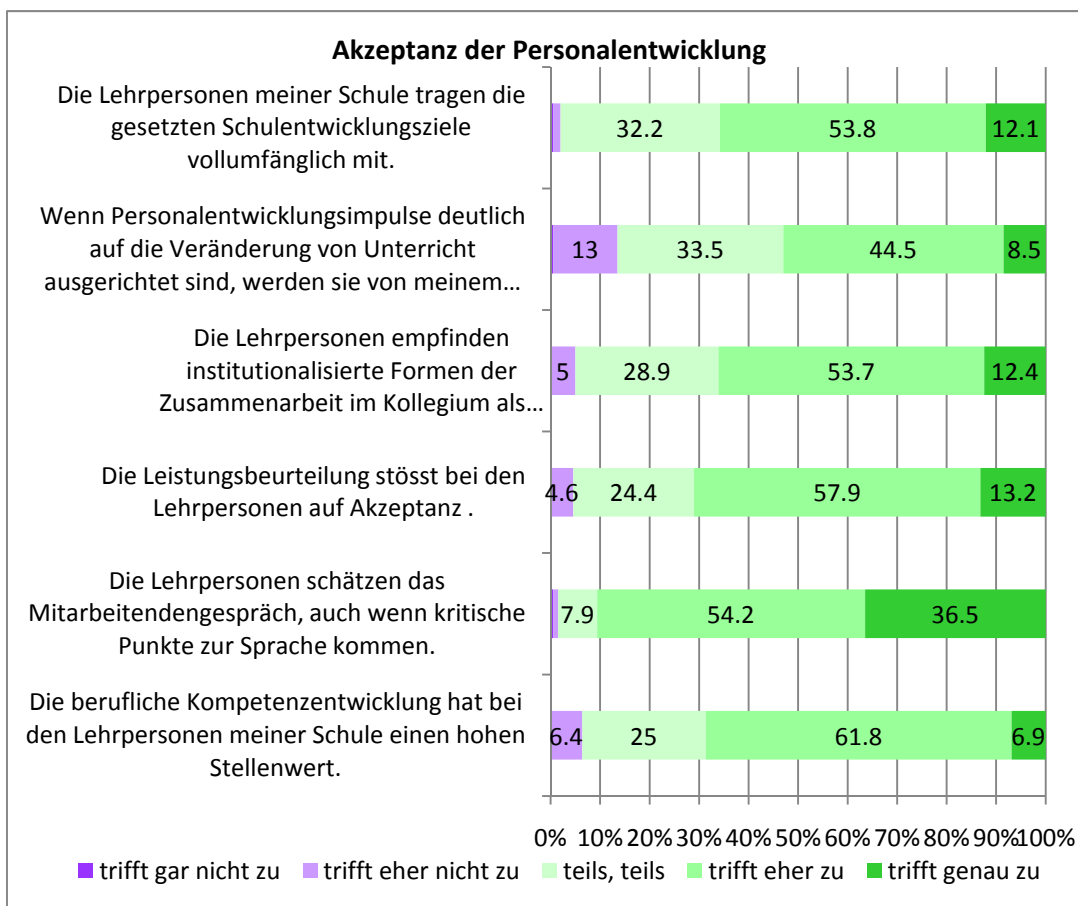 Akzeptanz der Personalentwicklung
Die Lehrpersonen meiner Schule tragen die
gesetzten Schulentwicklungsziele
vollumfänglich mit.
32.2 53.8 12.1
Wenn Personalentwicklungsimpulse deutlich
auf die Veränderung von Unterricht
ausgerichtet sind, werden sie von meinem…
13 33.5 44.5 8.5
Die Lehrpersonen empfinden
institutionalisierte Formen der
Zusammenarbeit im Kollegium als…
5 28.9 53.7 12.4
Die Leistungsbeurteilung stösst bei den
Lehrpersonen auf Akzeptanz .
4.6 24.4 57.9 13.2
Die Lehrpersonen schätzen das
Mitarbeitendengespräch, auch wenn kritische
Punkte zur Sprache kommen.
7.9 54.2 36.5
Die berufliche Kompetenzentwicklung hat bei
den Lehrpersonen meiner Schule einen hohen
Stellenwert.
6.4 25 61.8 6.9
0% 10% 20% 30% 40% 50% 60% 70% 80% 90% 100%
trifft gar nicht zu trifft eher nicht zu teils, teils trifft eher zu trifft genau zu